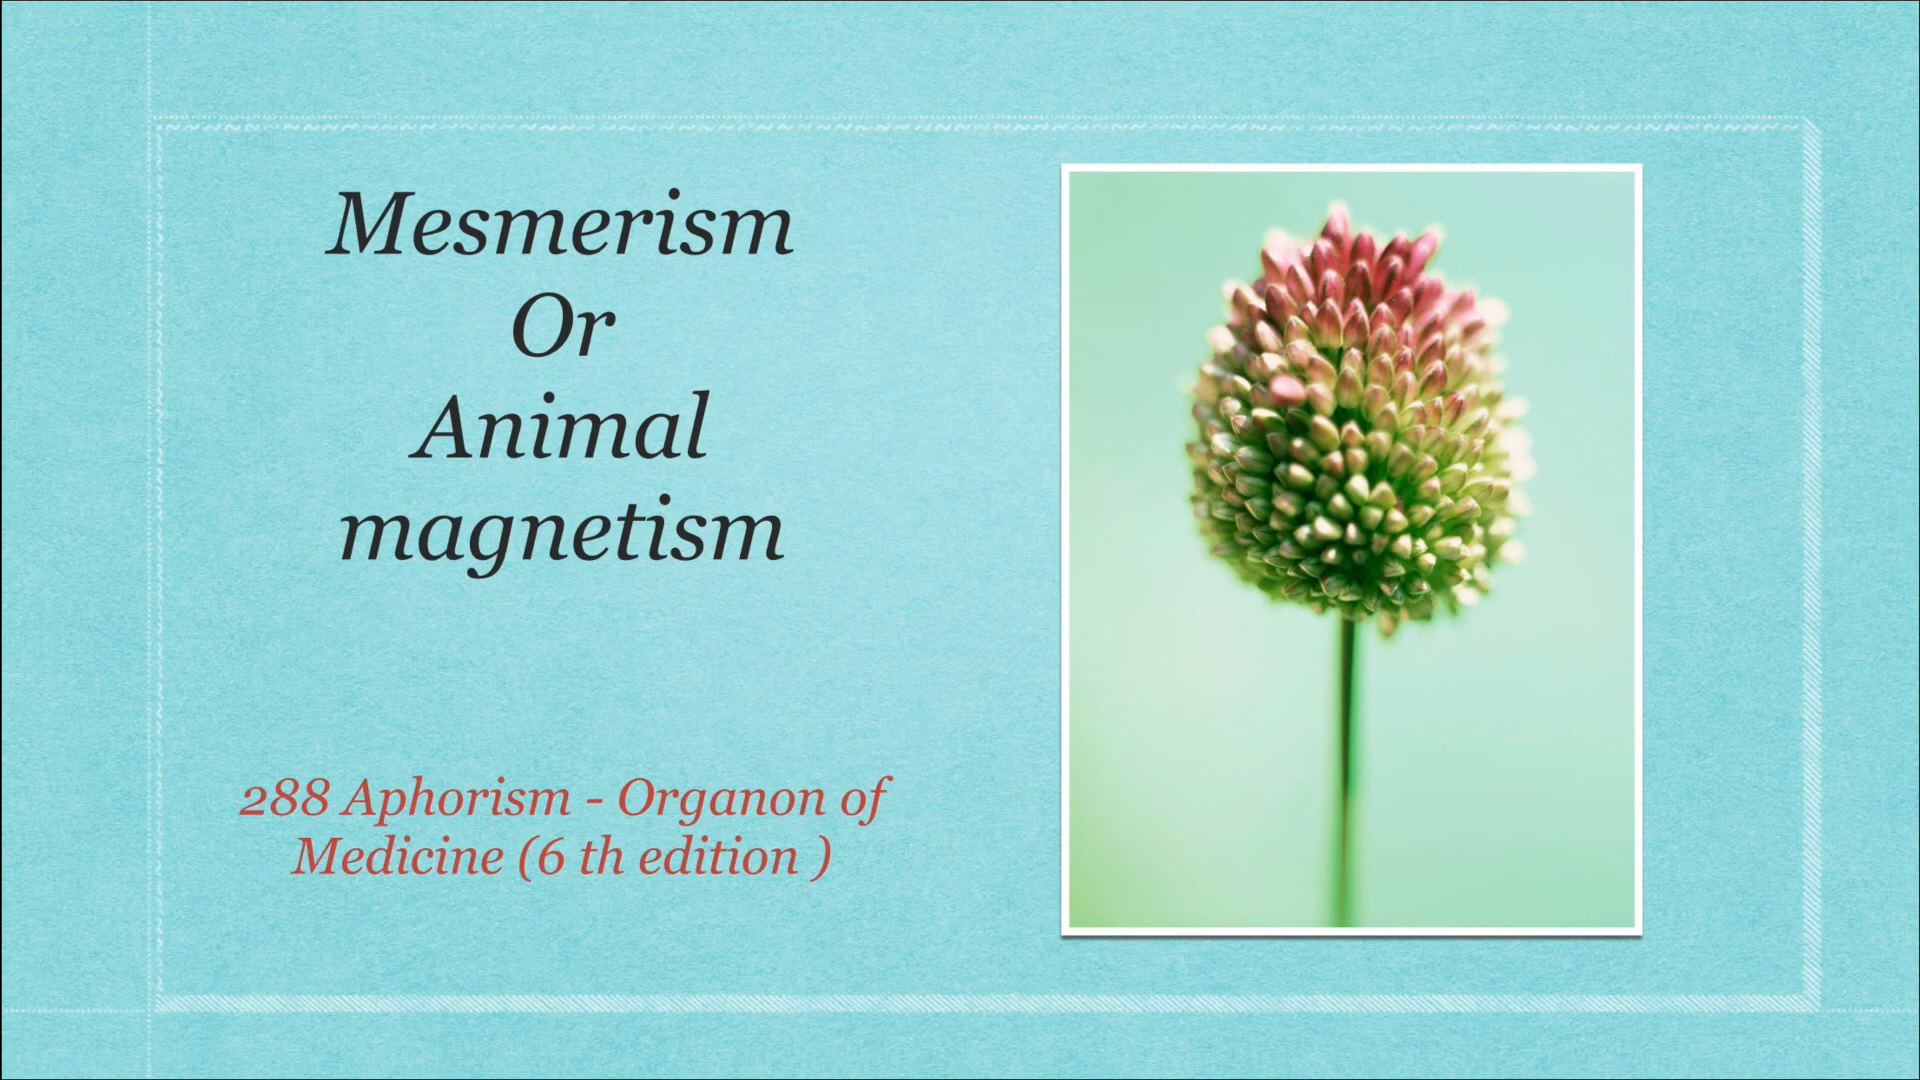 Mesmerism
Or
Animal
magnetism
288 Aphorism - Organon of
Medicine (6 th edition )